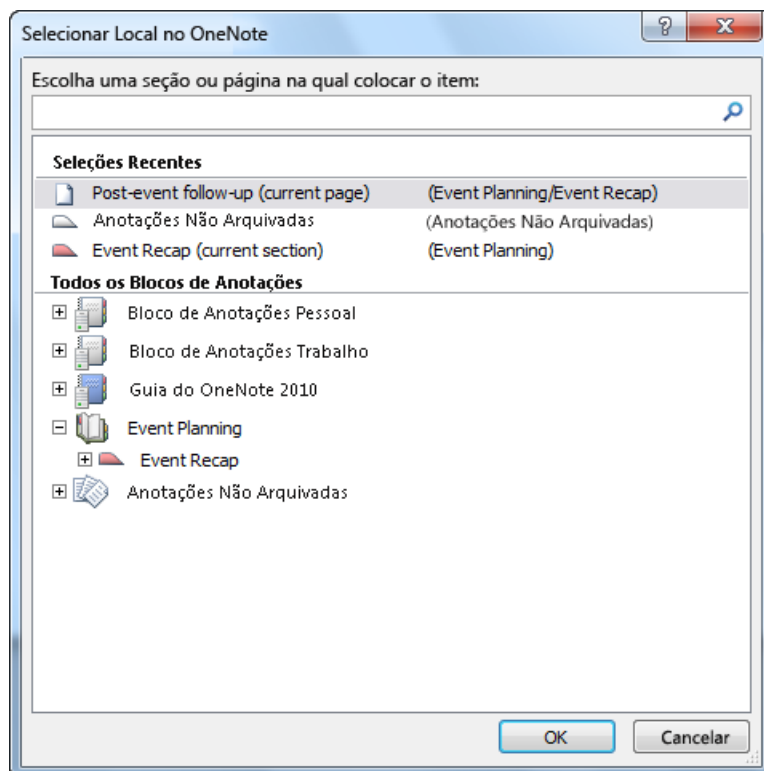 Selecionar Local no OneNote
Escolha uma seção ou página na qual colocar o item:
Seleções Recentes
Post-event follow-up (current page) (Event Planning/Event Recap)
Anotações Não Arquivadas (Anotações Não Arquivadas)
Event Recap (current section) (Event Planning)
Todos os Blocos de Anotações
Bloco de Anotações Pessoal
Bloco de Anotações Trabalho
Guia do OneNote 2010
Event Planning
Event Recap
Anotações Não Arquivadas
OK Cancelar